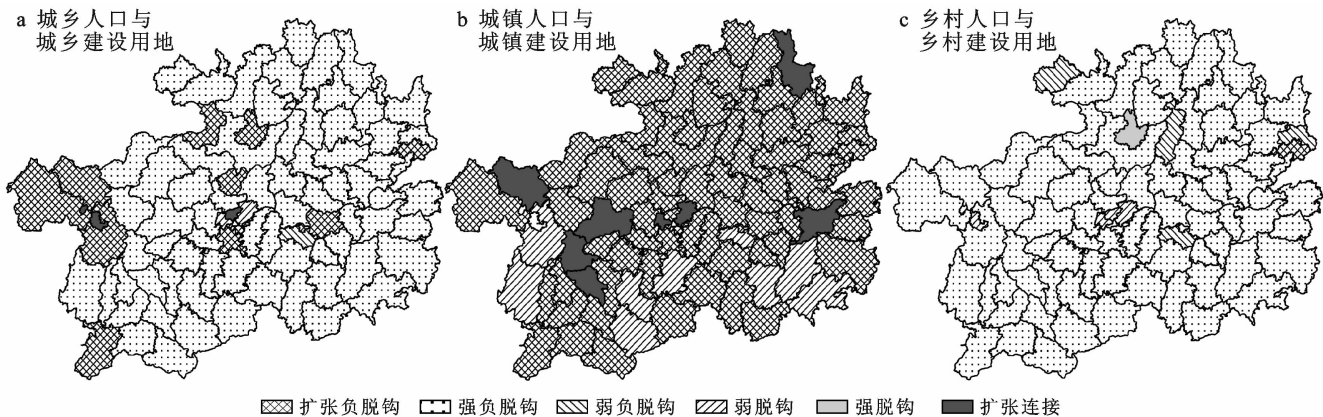 a 城乡人口与
城乡建设用地
b 城镇人口与
城镇建设用地
c 乡村人口与
乡村建设用地
扩张负脱钩 强负脱钩 弱负脱钩 弱脱钩 强脱钩 扩张连接